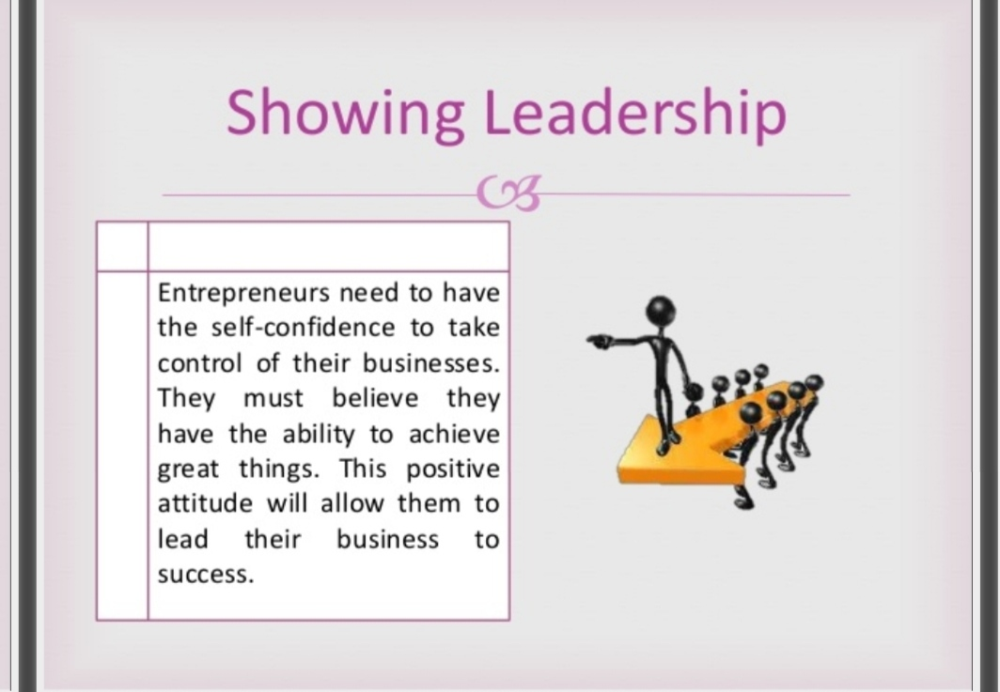 Showing Leadership
Entrepreneurs need to have
the self-confidence to take
control of their businesses.
They must believe they
have the ability to achieve
great things. This positive
attitude will allow them to
lead their business to
success.